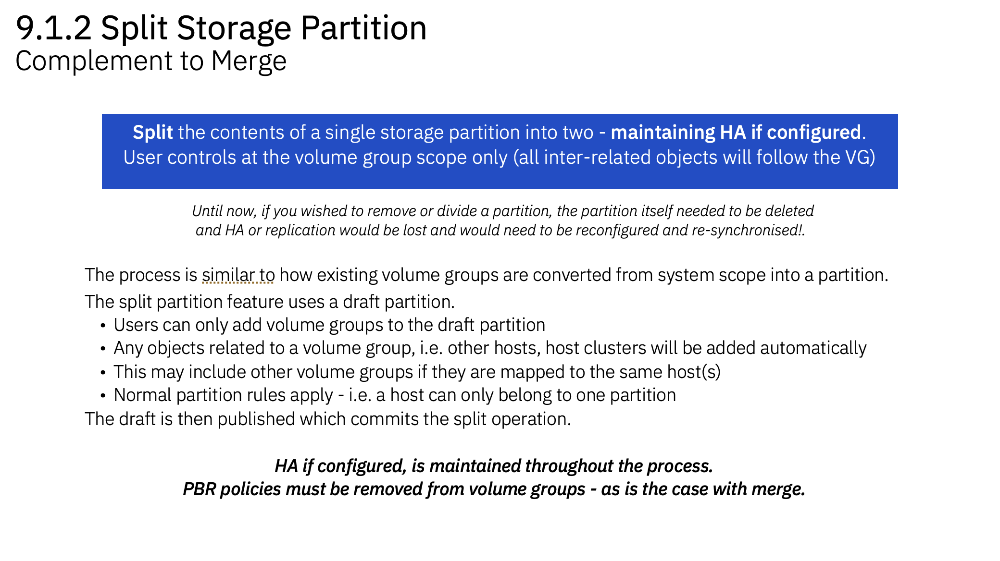 9.1.2 Split Storage Partition
Complement to Merge
Split the contents of a single storage partition into two - maintaining HA if configured.
User controls at the volume group scope only (all inter-related objects will follow the VG)
Until now, if you wished to remove or divide a partition, the partition itself needed to be deleted
and HA or replication would be lost and would need to be reconfigured and re-synchronised!.
The process is similar to how existing volume groups are converted from system scope into a partition.
The split partition feature uses a draft partition.
• Users can only add volume groups to the draft partition
• Any objects related to a volume group, i.e. other hosts, host clusters will be added automatically
• This may include other volume groups if they are mapped to the same host(s)
• Normal partition rules apply - i.e. a host can only belong to one partition
The draft is then published which commits the split operation.
HA if configured, is maintained throughout the process.
PBR policies must be removed from volume groups - as is the case with merge.